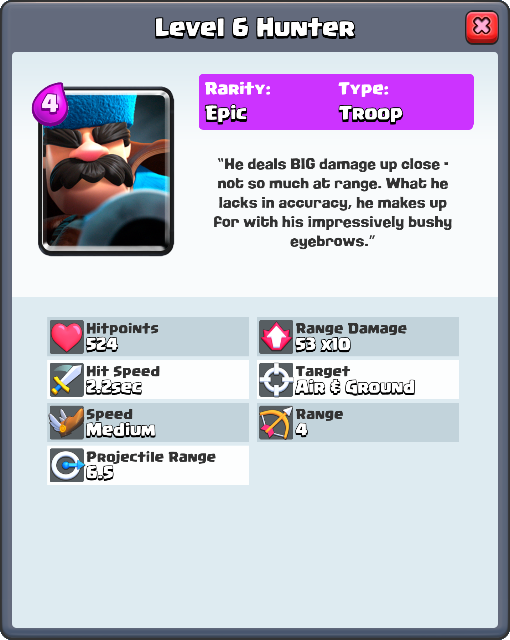 Level 6 Hunter
4
Rarity: Type:
Epic Troop
"He deals BIG damage up close -
not so much at range. What he
lacks in accuracy, he makes up
for with his impressively bushy
eyebrows."
Hitpoints
524
Range Damage
53 x10
Hit Speed
2.2sec
Target
Air & Ground
Speed
Medium
Range
4
Projectile Range
6.5